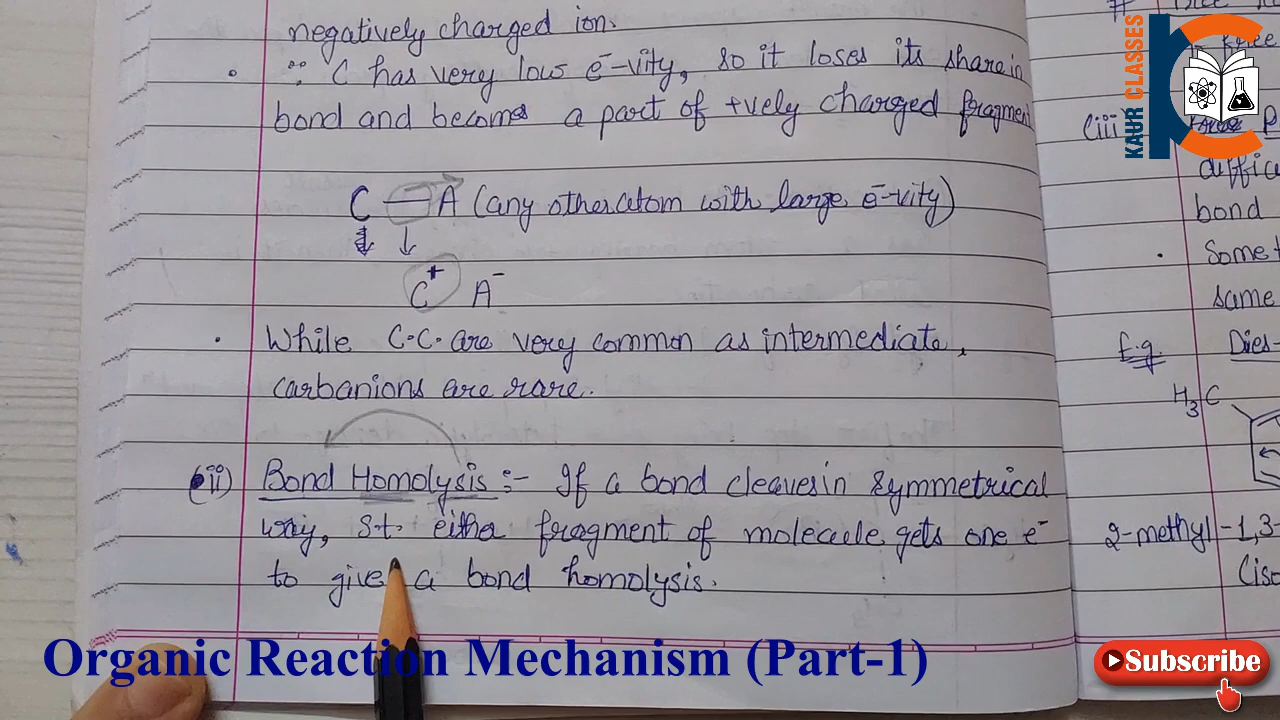 negatively charged ion.
∵ C has very low e⁻-vity, so it loses its share in
bond and becomes a part of +vely charged fragment
C — A (any other atom with large e⁻-vity)
C⁺ A⁻
While C.C. are very common as intermediate,
carbanions are rare.
(ii) Bond Homolysis :- If a bond cleaves in symmetrical
way, s.t. either fragment of molecule gets one e⁻
to give a bond homolysis.
(iii)
diffic
bond
Some
same
E.g.
H₃C
2-methyl-1,3-
KAUR CLASSES
Organic Reaction Mechanism (Part-1)
Subscribe